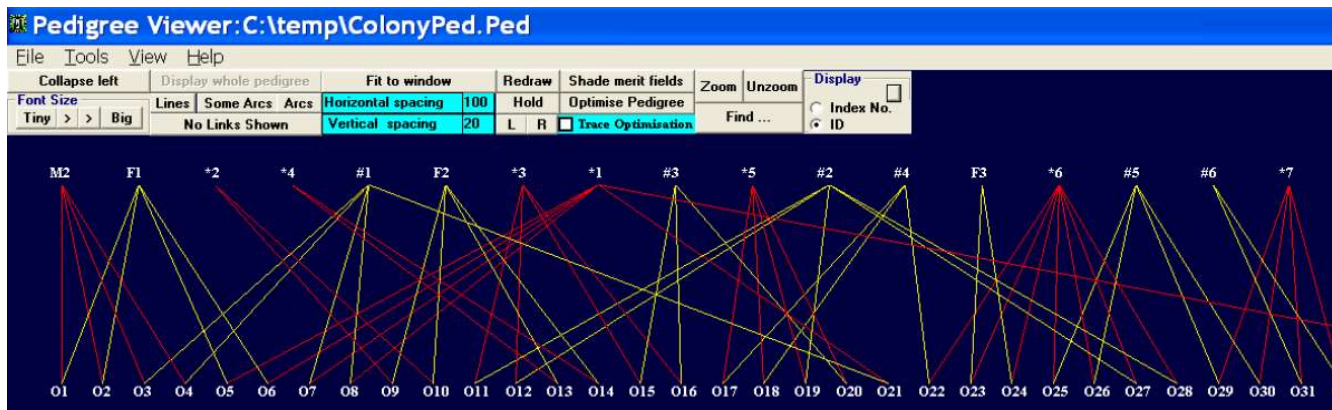 Pedigree Viewer:C:\temp\ColonyPed.Ped
File Tools View Help
Collapse left Display whole pedigree Fit to window Redraw Shade merit fields Zoom Unzoom Display
Font Size Lines Some Arcs Arcs Horizontal spacing 100 Hold Optimise Pedigree Index No.
Tiny > > Big No Links Shown Vertical spacing 20 L R Trace Optimisation Find ... ID
M2 F1 *2 *4 #1 F2 *3 *1 #3 *5 #2 #4 F3 *6 #5 #6 *7
O1 O2 O3 O4 O5 O6 O7 O8 O9 O10 O11 O12 O13 O14 O15 O16 O17 O18 O19 O20 O21 O22 O23 O24 O25 O26 O27 O28 O29 O30 O31